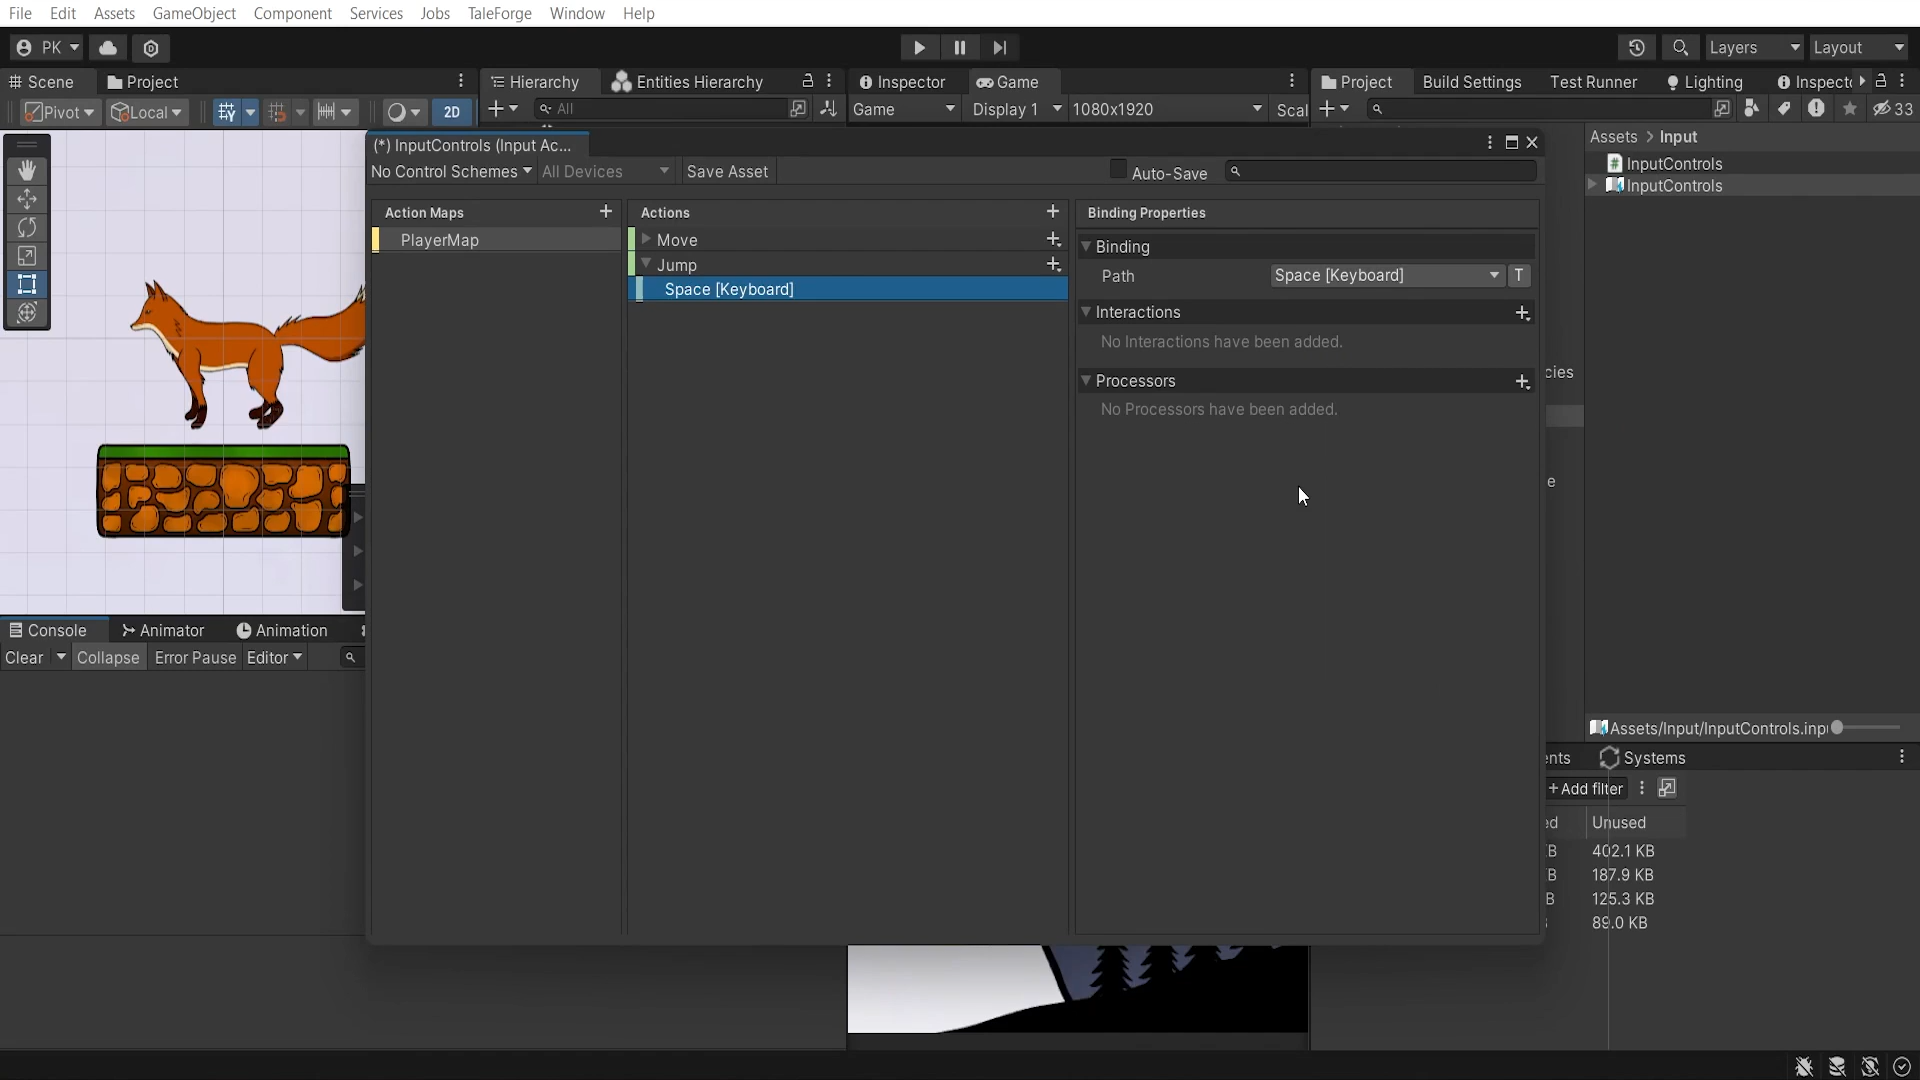 File Edit Assets GameObject Component Services Jobs TaleForge Window Help
PK Layers Layout
Scene Project Hierarchy Entities Hierarchy Inspector Game Project Build Settings Test Runner Lighting Inspect
Pivot Local 2D All Game Display 1 1080x1920 Scal 33
(*) InputControls (Input Ac...
No Control Schemes All Devices Save Asset Auto-Save
Action Maps
PlayerMap
Actions
Move
Jump
Space [Keyboard]
Binding Properties
Binding
Path Space [Keyboard] T
Interactions
No Interactions have been added.
Processors
No Processors have been added.
Assets > Input
InputControls
InputControls
cies
e
Assets/Input/InputControls.inp
Console Animator Animation
Clear Collapse Error Pause Editor
ents Systems
+ Add filter
ed Unused
B 402.1 KB
B 187.9 KB
B 125.3 KB
89.0 KB